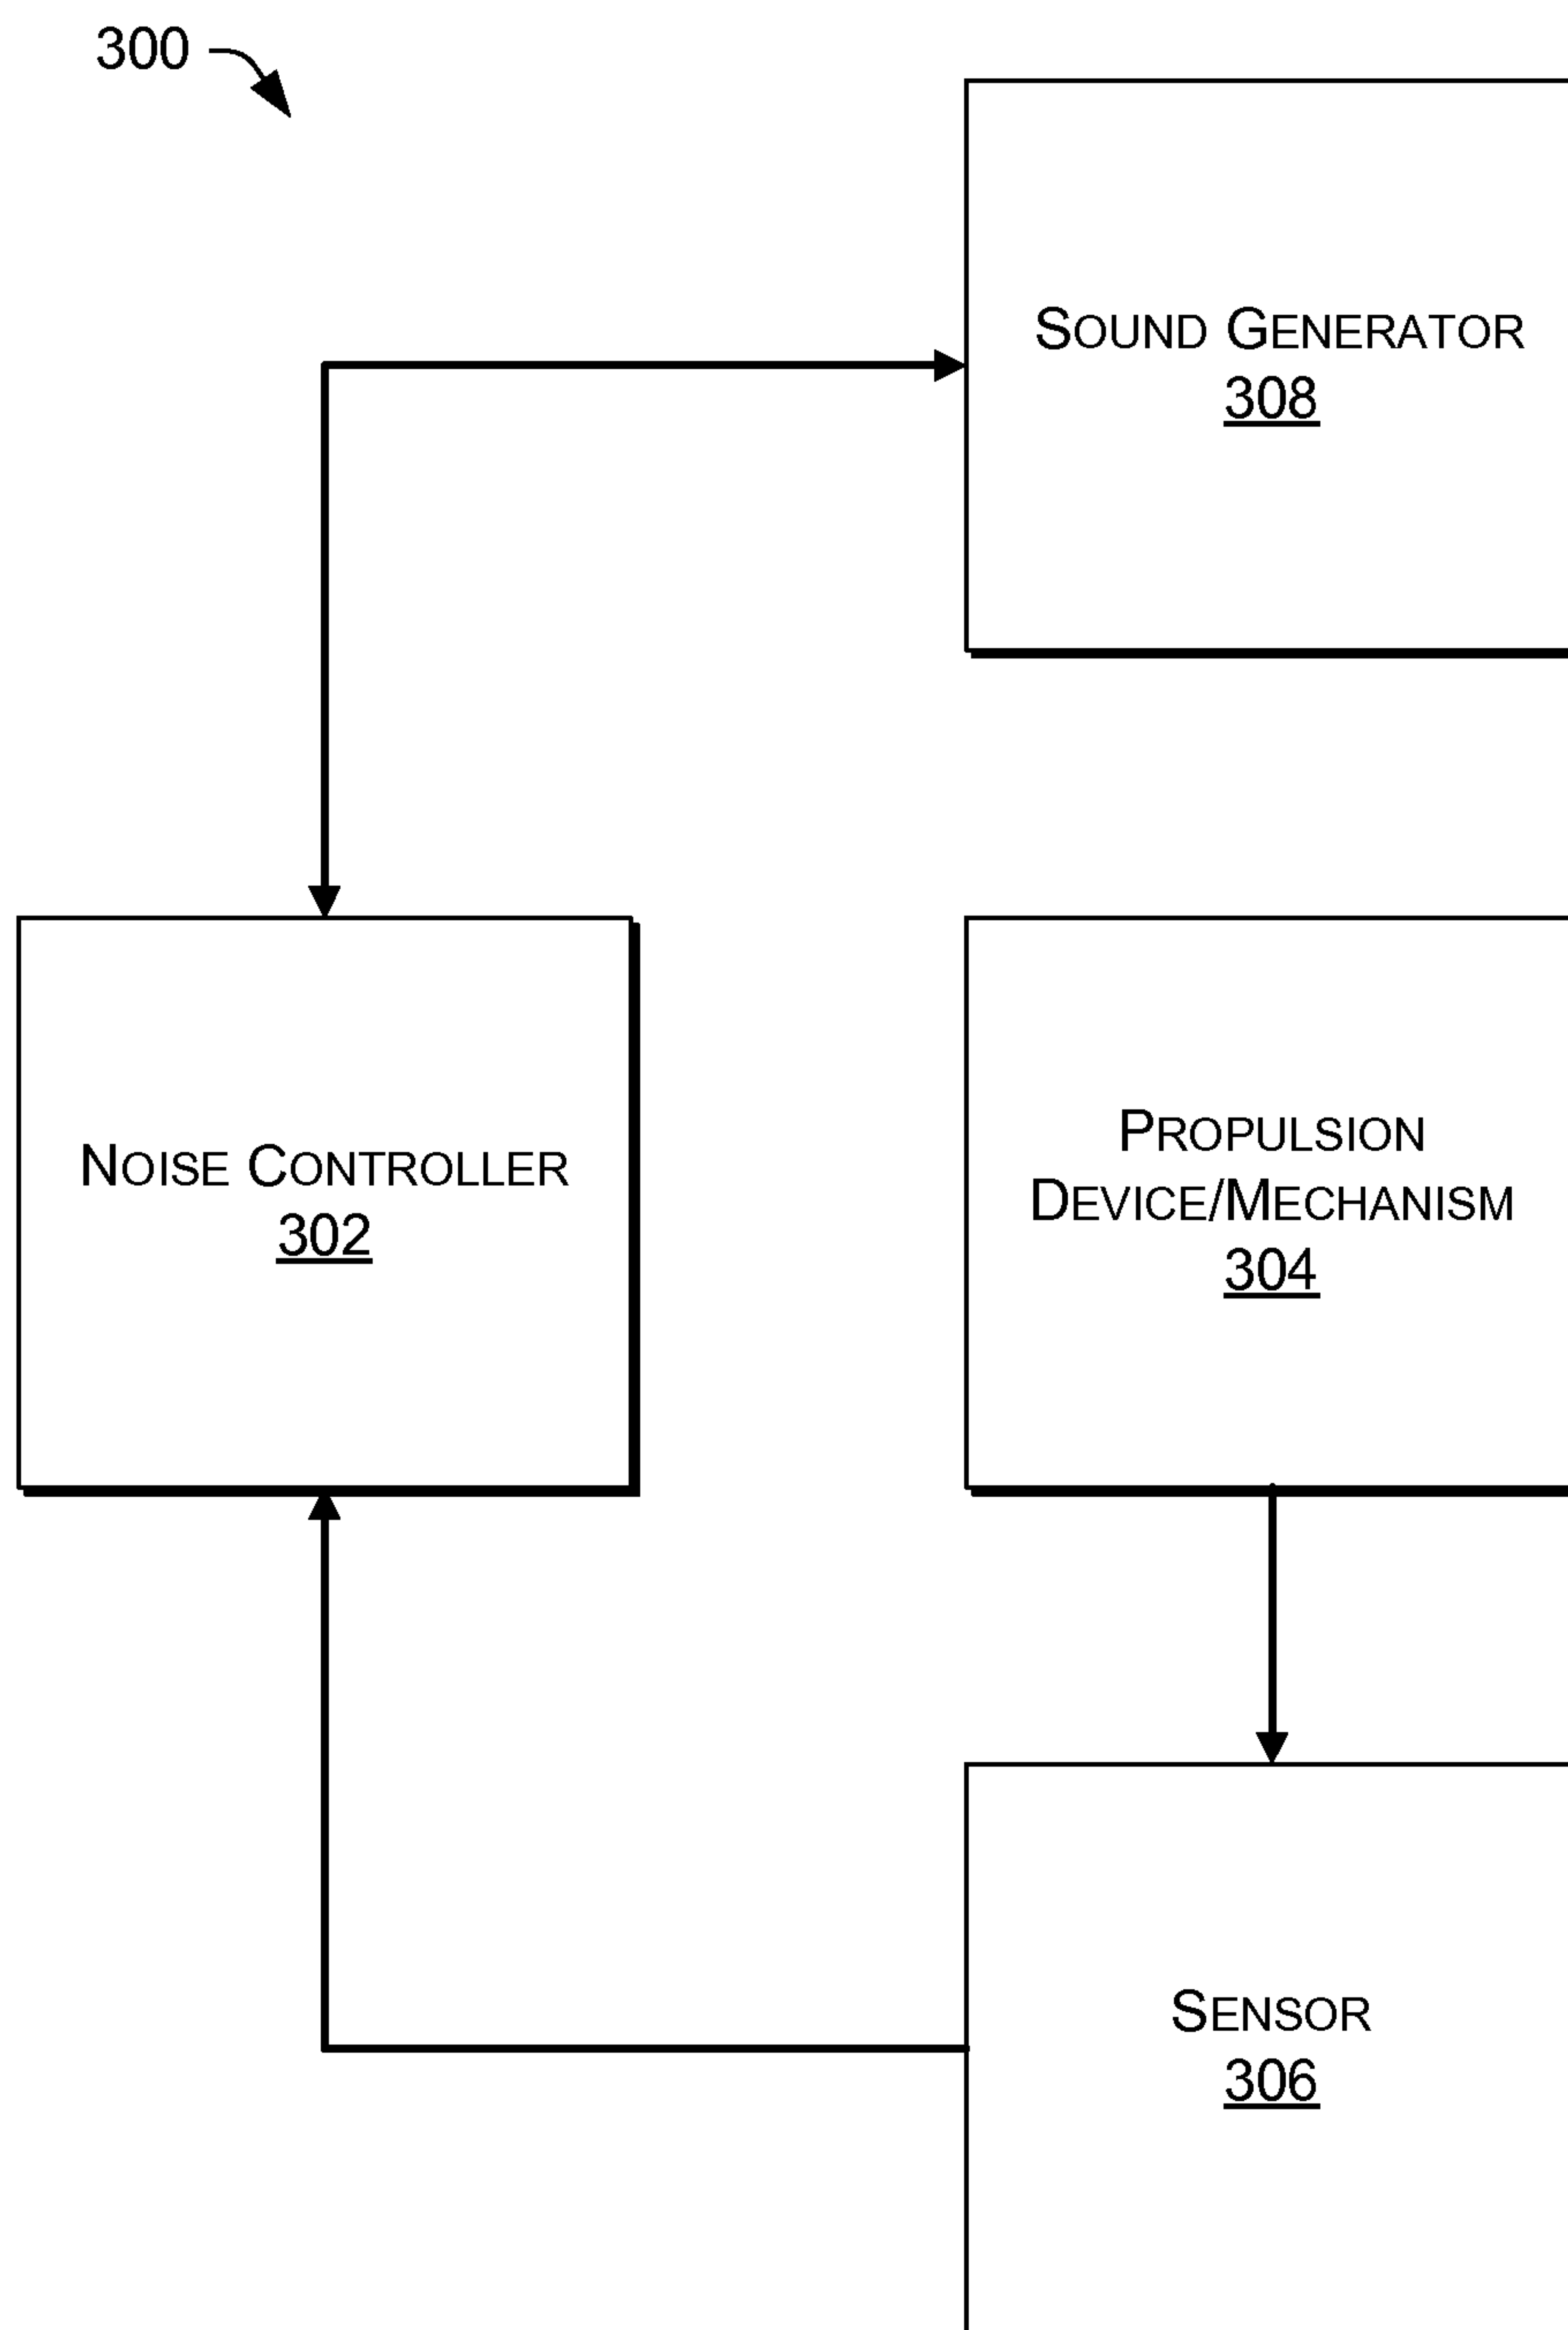 300
SOUND GENERATOR
308
NOISE CONTROLLER
302
PROPULSION
DEVICE/MECHANISM
304
SENSOR
306